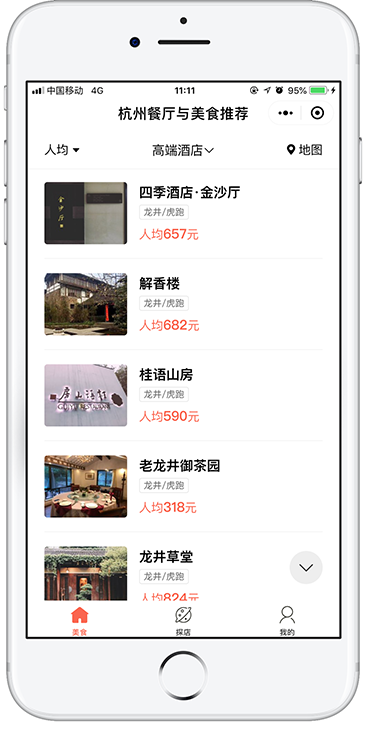 中国移动 4G 11:11 95%
杭州餐厅与美食推荐
人均 高端酒店 地图
四季酒店·金沙厅
龙井/虎跑
人均657元
金沙厅
解香楼
龙井/虎跑
人均682元
桂语山房
龙井/虎跑
人均590元
老龙井御茶园
龙井/虎跑
人均318元
龙井草堂
龙井/虎跑
人均824元
美食 探店 我的